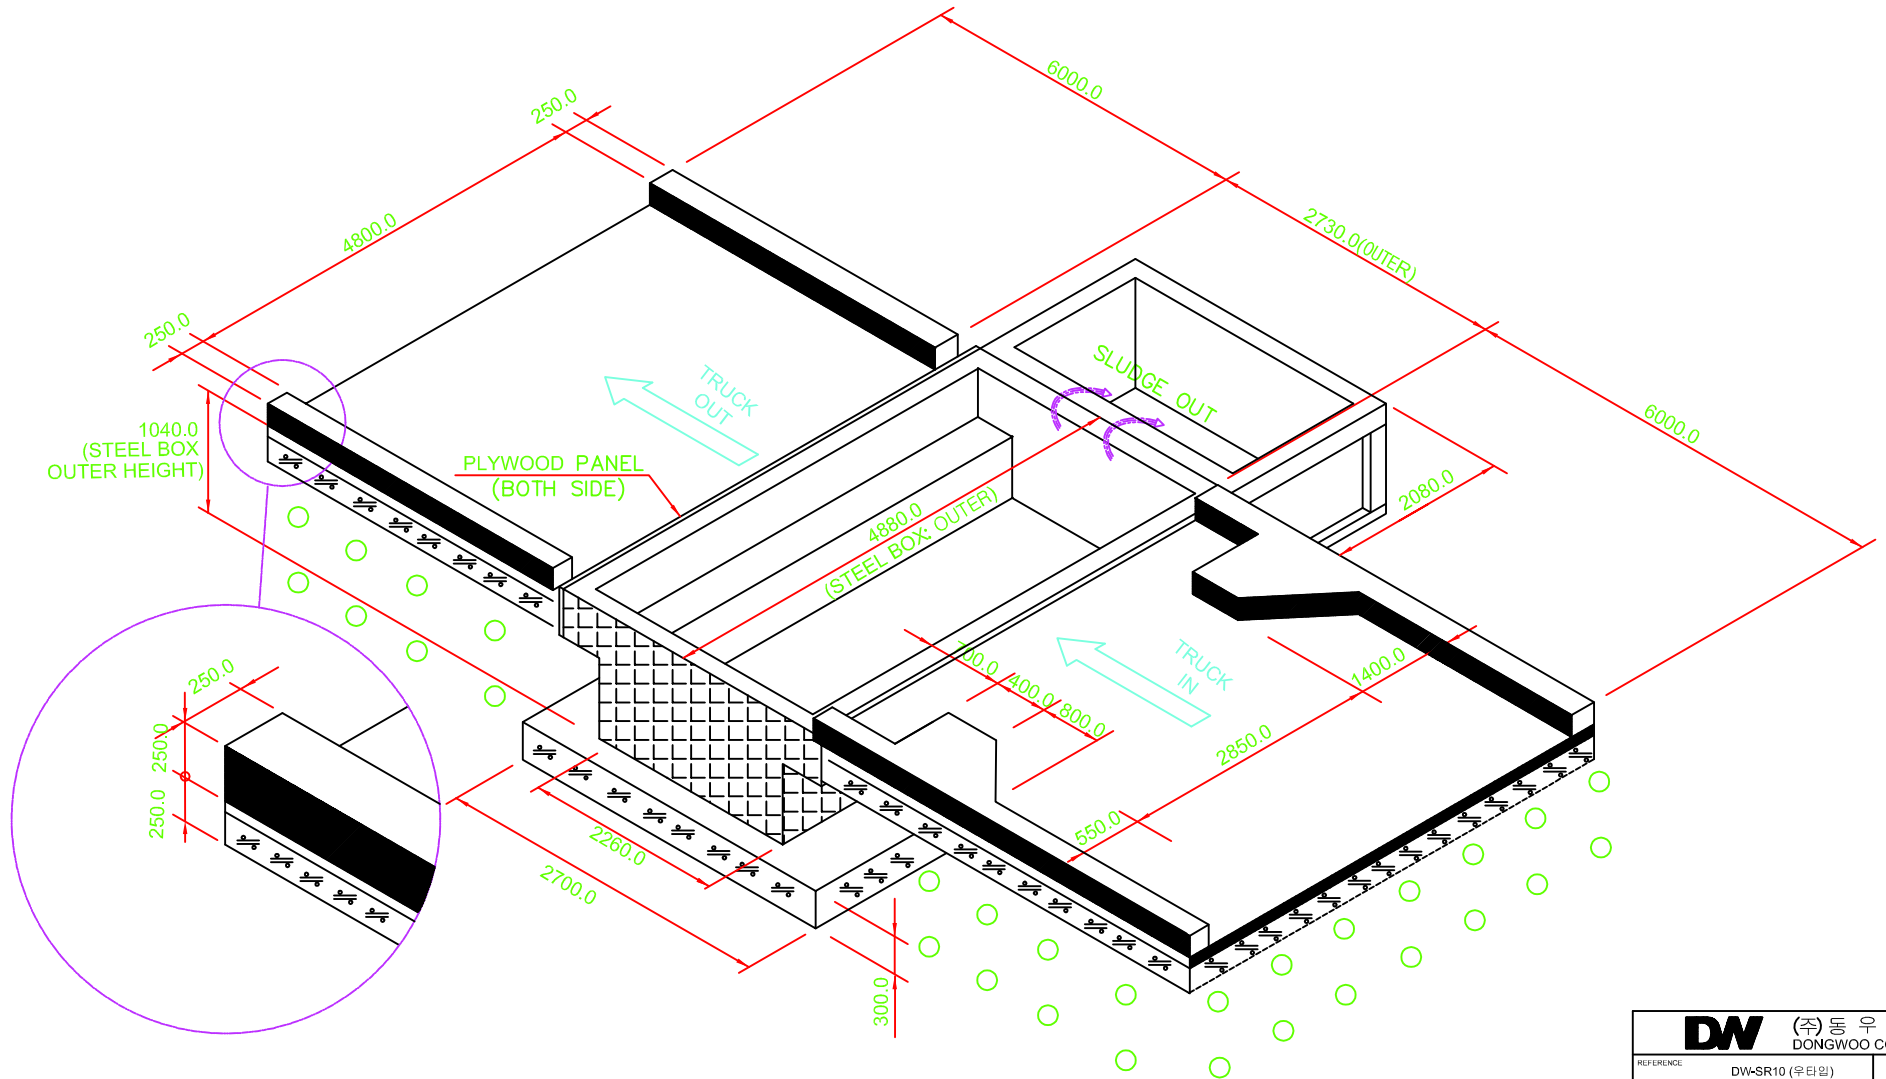 6000.0
250.0
2730.0(OUTER)
4800.0
250.0
6000.0
SLUDGE OUT
TRUCK
OUT
1040.0
(STEEL BOX
OUTER HEIGHT)
PLYWOOD PANEL
(BOTH SIDE)
2080.0
4880.0
(STEEL BOX: OUTER)
TRUCK
IN
700.0
400.0
800.0
1400.0
2850.0
550.0
250.0
250.0
250.0
2260.0
2700.0
300.0
DW
(주) 동 우
DONGWOO
REFERENCE
DW-SR10 (우타입)